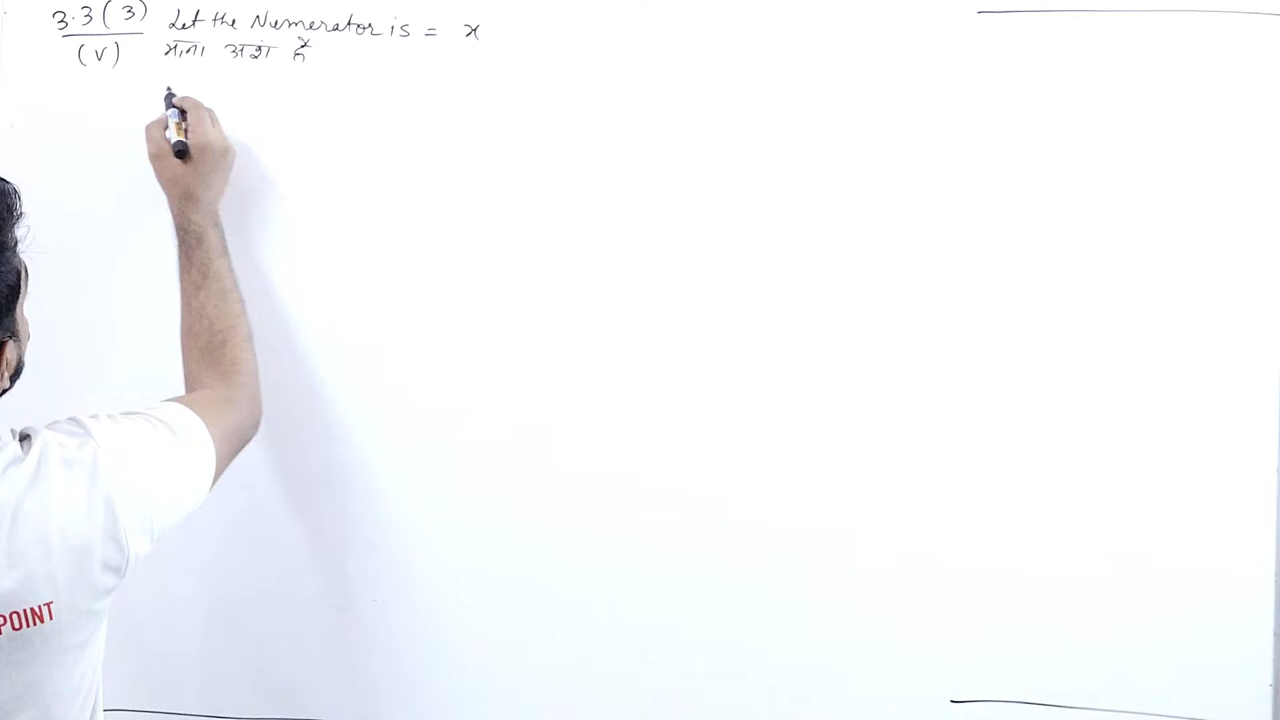 3.3 ( 3) Let the Numerator is = x
(v) माना अंश है
POINT